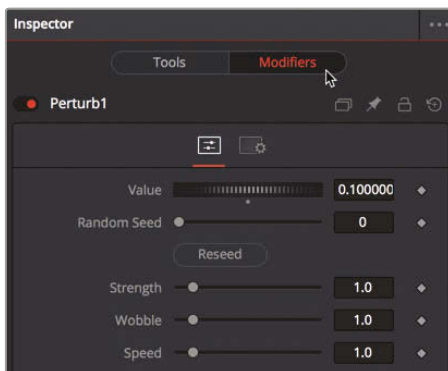 Inspector
Tools Modifiers
Perturb1
Value 0.100000
Random Seed 0
Reseed
Strength 1.0
Wobble 1.0
Speed 1.0